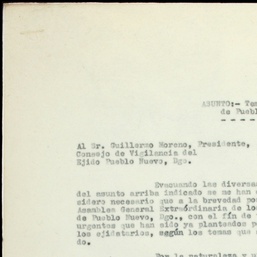 ASUNTO:- Tem
de Puebl
Al Sr. Guillermo Moreno, Presidente,
Consejo de Vigilancia del
Ejido Pueblo Nuevo, Dgo.
Evacuando las diversa
del asunto arriba indicado se me han
sidero necesario que a la brevedad po
Asamblea General Extraordinaria de lo
de Pueblo Nuevo, Dgo., con el fin de
urgentes que han sido ya planteados p
los ejidatarios, según los temas que
do.
Por la naturaleza y u